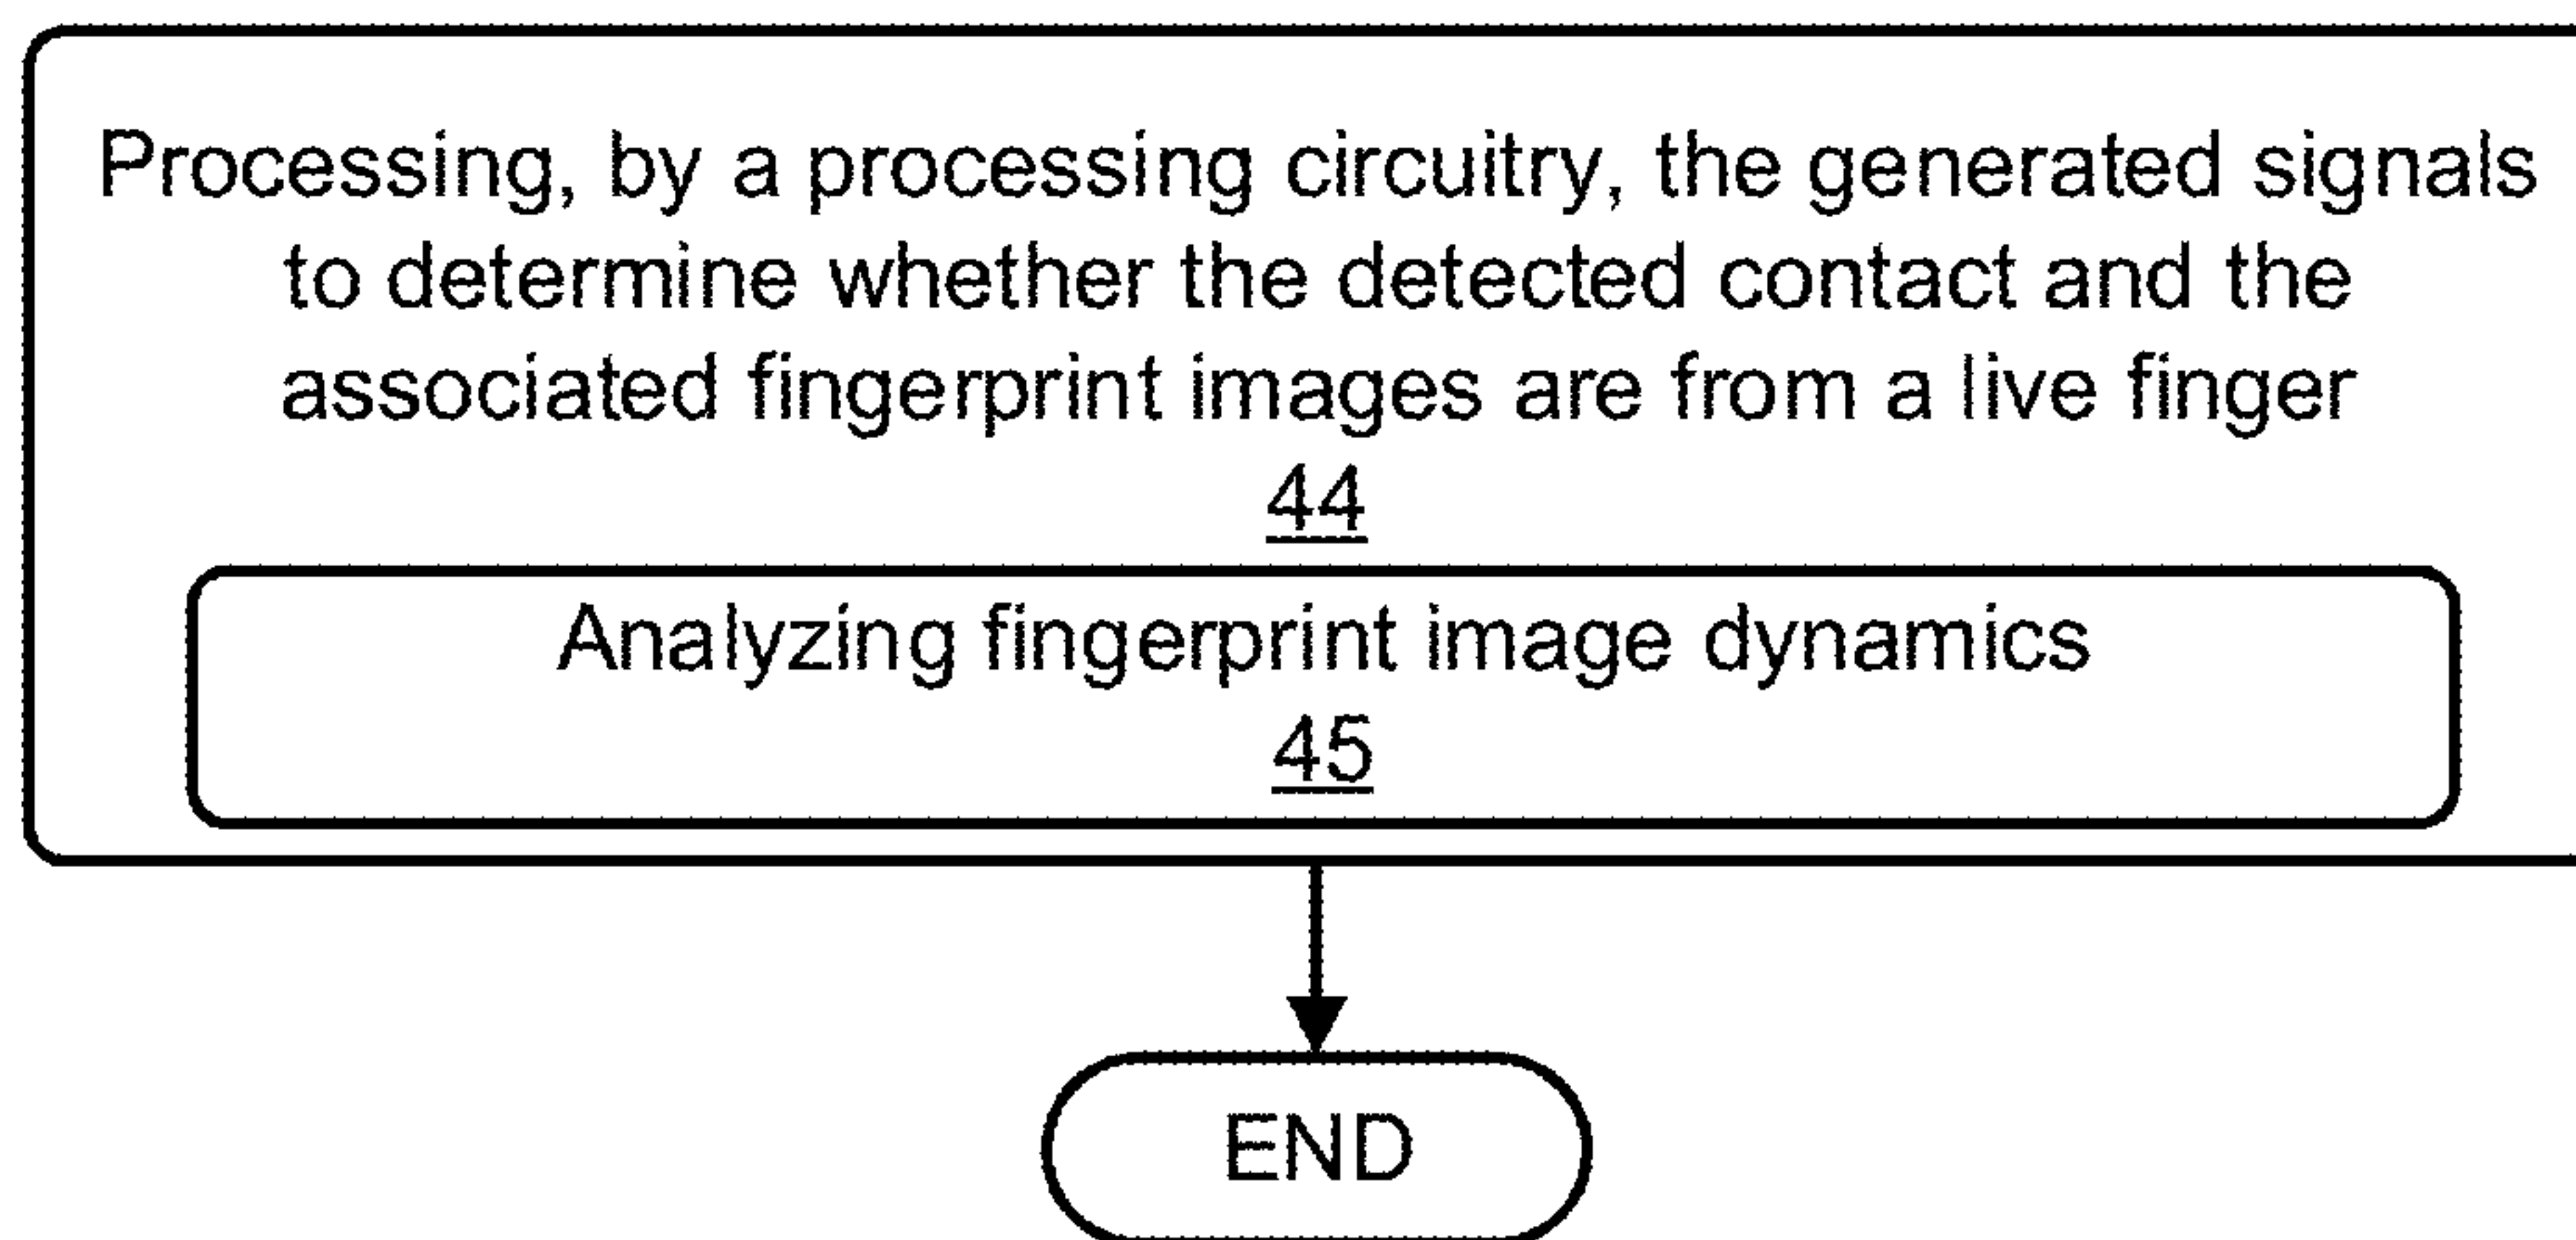 Processing, by a processing circuitry, the generated signals
to determine whether the detected contact and the
associated fingerprint images are from a live finger
44
Analyzing fingerprint image dynamics
45
END